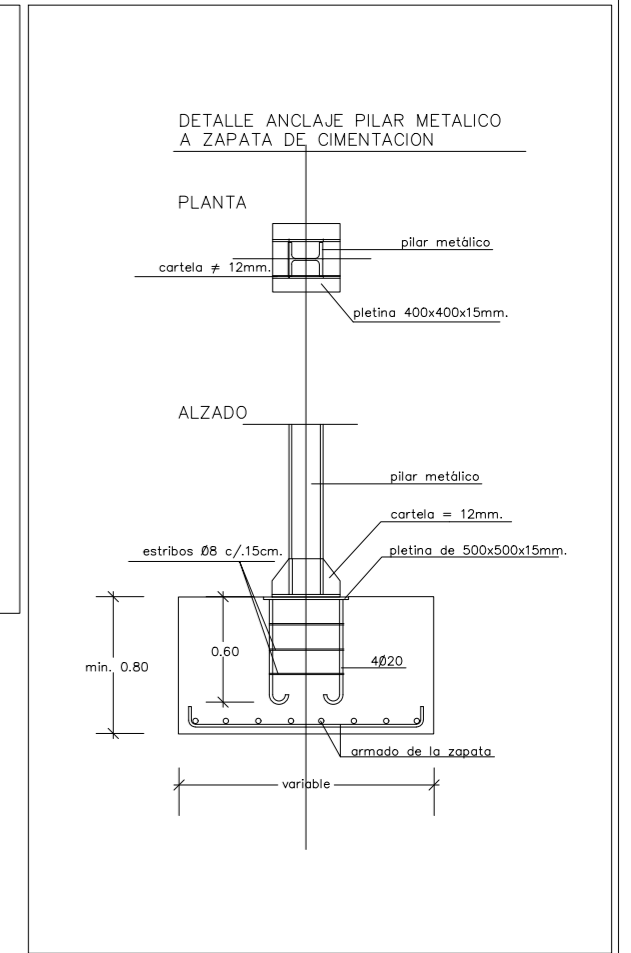 DETALLE ANCLAJE PILAR METALICO
A ZAPATA DE CIMENTACION
PLANTA
pilar metálico
cartela ≠ 12mm.
pletina 400x400x15mm.
ALZADO
pilar metálico
cartela = 12mm.
estribos Ø8 c/.15cm.
pletina de 500x500x15mm.
0.60
min. 0.80
4Ø20
armado de la zapata
variable